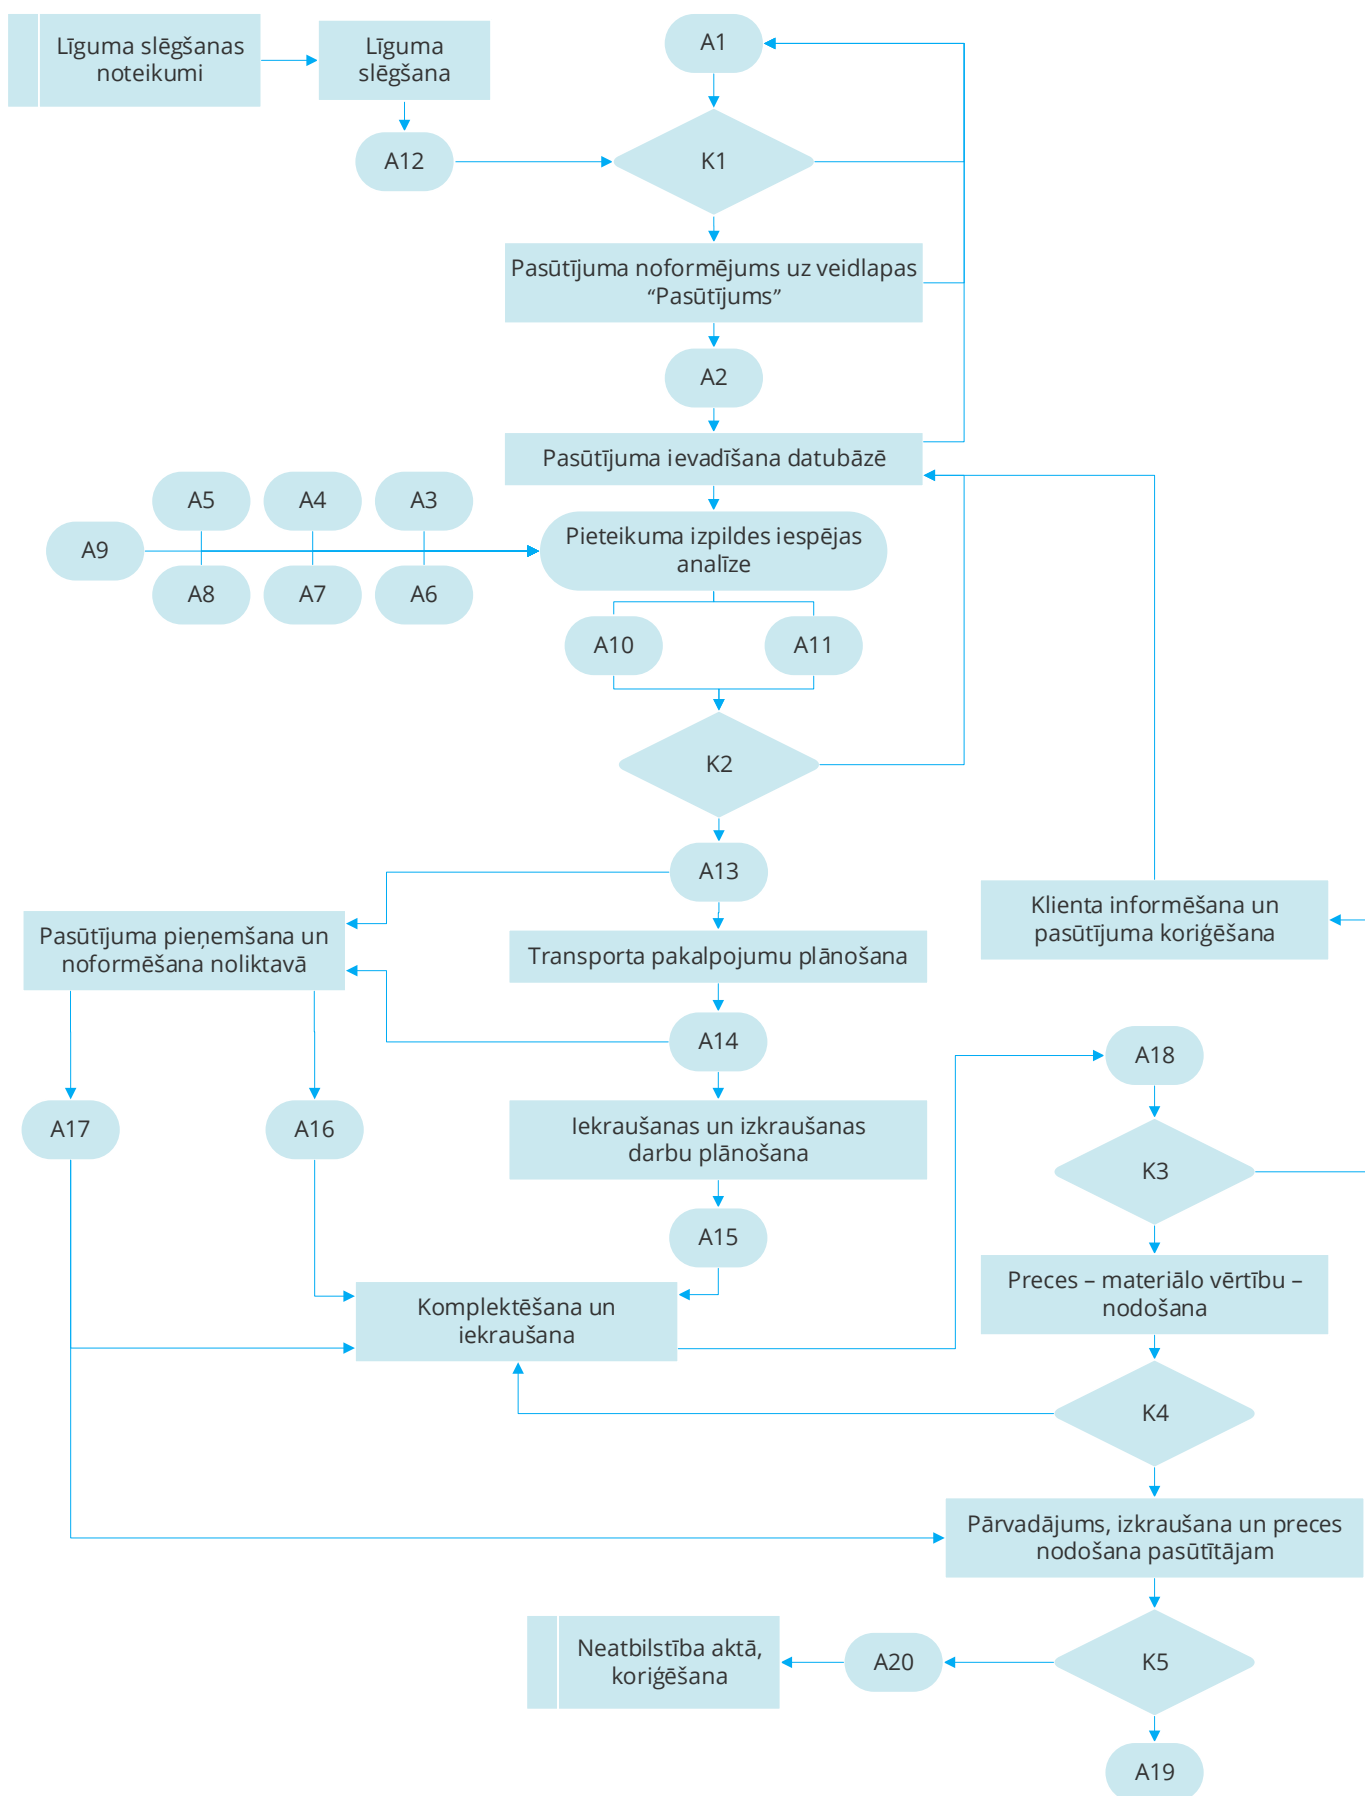 Līguma slēgšanas
noteikumi
Līguma
slēgšana
A1
A12
K1
Pasūtījuma noformējums uz veidlapas
“Pasūtījums”
A2
Pasūtījuma ievadīšana datubāzē
A5
A4
A3
A9
Pieteikuma izpildes iespējas
analīze
A8
A7
A6
A10
A11
K2
A13
Pasūtījuma pieņemšana un
noformēšana noliktavā
Transporta pakalpojumu plānošana
Klienta informēšana un
pasūtījuma koriģēšana
A14
A18
A17
A16
Iekraušanas un izkraušanas
darbu plānošana
K3
A15
Komplektēšana un
iekraušana
Preces – materiālo vērtību –
nodošana
K4
Pārvadājums, izkraušana un preces
nodošana pasūtītājam
Neatbilstība aktā,
koriģēšana
A20
K5
A19